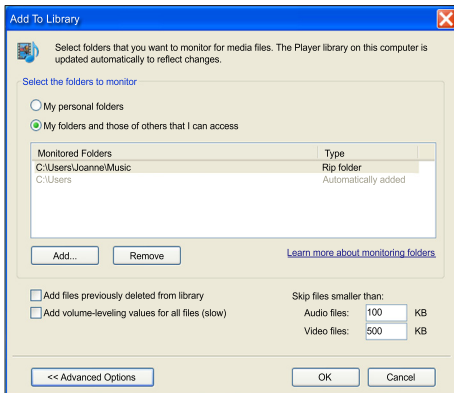 Add To Library
Select folders that you want to monitor for media files. The Player library on this computer is
updated automatically to reflect changes.
Select the folders to monitor
My personal folders
My folders and those of others that I can access
Monitored Folders Type
C:\Users\Joanne\Music Rip folder
C:\Users Automatically added
Add... Remove Learn more about monitoring folders
Add files previously deleted from library Skip files smaller than:
Add volume-leveling values for all files (slow) Audio files: 100 KB
Video files: 500 KB
<< Advanced Options OK Cancel